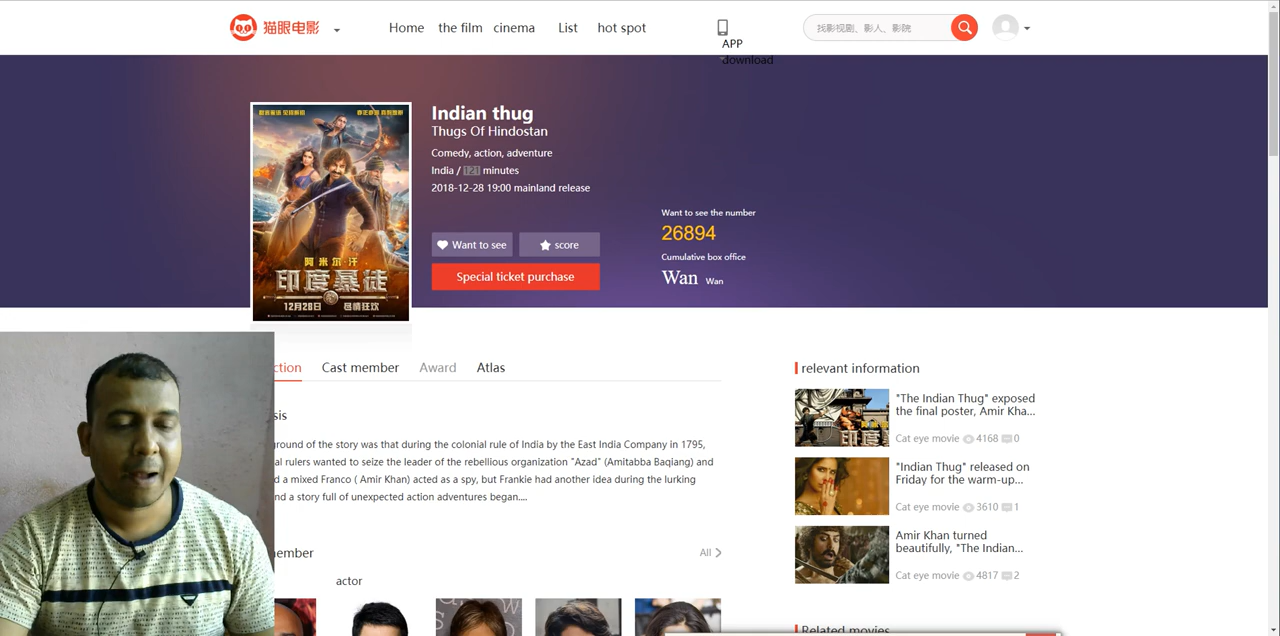 猫眼电影
Home the film cinema List hot spot
APP
download
找影视剧、影人、影院
Indian thug
Thugs Of Hindostan
Comedy, action, adventure
India / 121 minutes
2018-12-28 19:00 mainland release
Want to see the number
26894
Want to see score
Cumulative box office
Special ticket purchase
Wan Wan
阿米尔·汗
印度暴徒
12月28日 尽情狂欢
ction Cast member Award Atlas
sis
ground of the story was that during the colonial rule of India by the East India Company in 1795,
al rulers wanted to seize the leader of the rebellious organization "Azad" (Amitabba Baqiang) and
d a mixed Franco ( Amir Khan) acted as a spy, but Frankie had another idea during the lurking
nd a story full of unexpected action adventures began....
ember All
actor
relevant information
"The Indian Thug" exposed
the final poster, Amir Kha...
Cat eye movie 4168 0
"Indian Thug" released on
Friday for the warm-up...
Cat eye movie 3610 1
Amir Khan turned
beautifully, "The Indian...
Cat eye movie 4817 2
Related movies